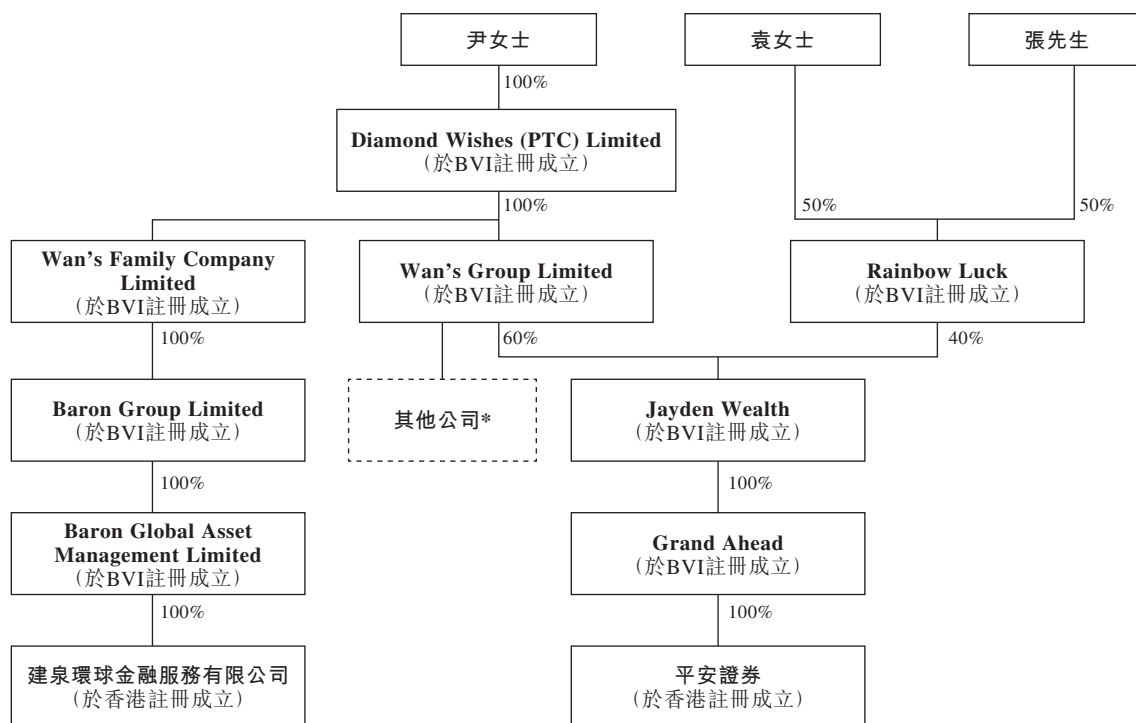 尹女士
袁女士
張先生
100%
Diamond Wishes (PTC) Limited
（於BVI註冊成立）
100%
50%
50%
Wan's Family Company
Limited
（於BVI註冊成立）
Wan's Group Limited
（於BVI註冊成立）
Rainbow Luck
（於BVI註冊成立）
100%
60%
40%
Baron Group Limited
（於BVI註冊成立）
其他公司*
Jayden Wealth
（於BVI註冊成立）
100%
100%
Baron Global Asset
Management Limited
（於BVI註冊成立）
Grand Ahead
（於BVI註冊成立）
100%
100%
建泉環球金融服務有限公司
（於香港註冊成立）
平安證券
（於香港註冊成立）